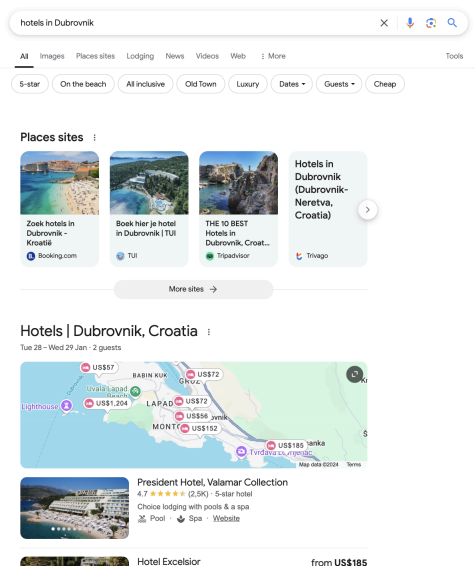 hotels in Dubrovnik
All Images Places sites Lodging News Videos Web More Tools
5-star On the beach All inclusive Old Town Luxury Dates Guests Cheap
Places sites
Zoek hotels in
Dubrovnik -
Kroatië
Booking.com
Boek hier je hotel
in Dubrovnik | TUI
TUI
THE 10 BEST
Hotels in
Dubrovnik, Croat...
Tripadvisor
Hotels in
Dubrovnik
(Dubrovnik-
Neretva,
Croatia)
Trivago
More sites
Hotels | Dubrovnik, Croatia
Tue 28 – Wed 29 Jan · 2 guests
US$57
US$72
BABIN KUK
GRUŽ
Uvala Lapad
Beach
Lighthouse
US$1,204
LAPAD
US$72
US$56
MONTO
US$152
US$185
Tvrđava Lovrjenac
Map data ©2024 Terms
President Hotel, Valamar Collection
4.7 (2,5K) · 5-star hotel
Choice lodging with pools & a spa
Pool · Spa · Website
Hotel Excelsior
from US$185